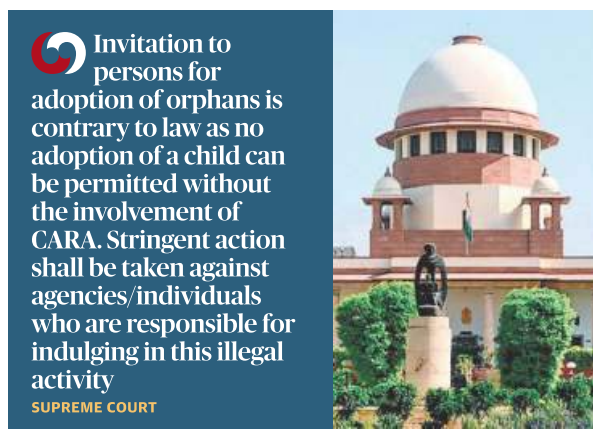 Invitation to
persons for
adoption of orphans is
contrary to law as no
adoption of a child can
be permitted without
the involvement of
CARA. Stringent action
shall be taken against
agencies/individuals
who are responsible for
indulging in this illegal
activity
SUPREME COURT